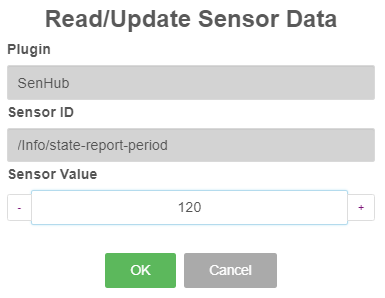 Read/Update Sensor Data
Plugin
SenHub
Sensor ID
/Info/state-report-period
Sensor Value
- 120 +
OK Cancel